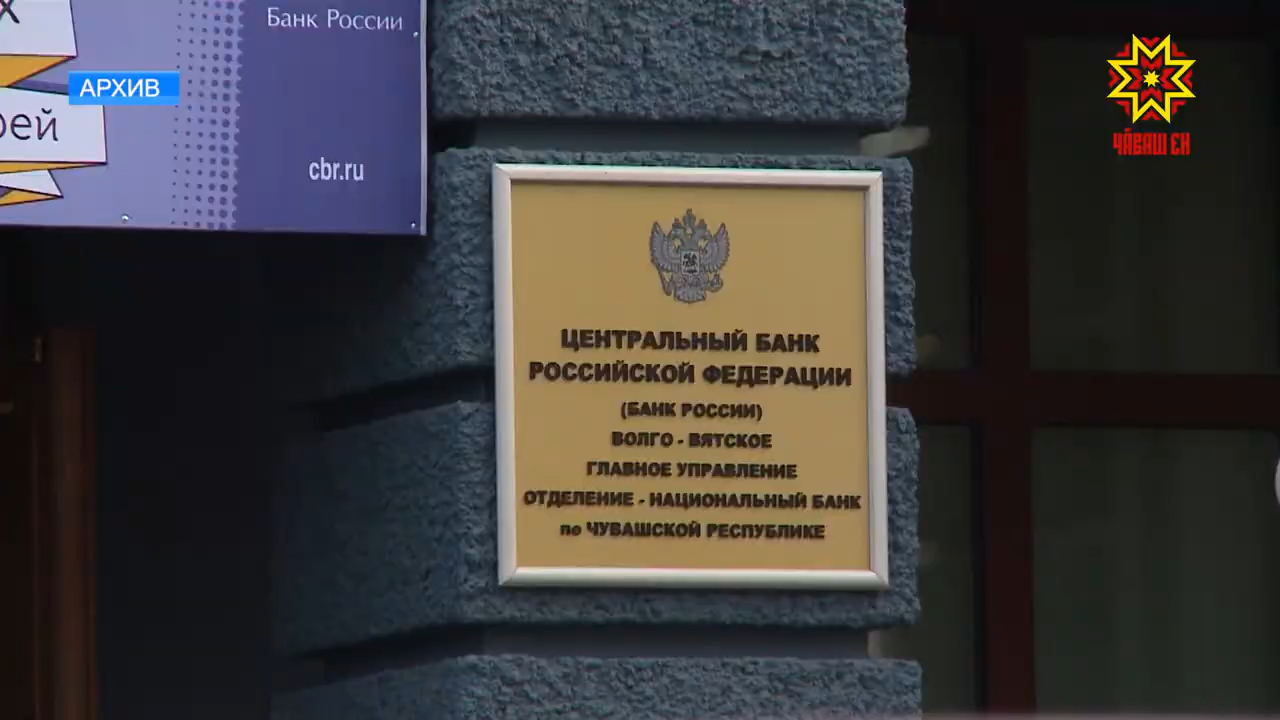 Банк России
АРХИВ
рей
cbr.ru
ЧӐВАШ ЕН
ЦЕНТРАЛЬНЫЙ БАНК
РОССИЙСКОЙ ФЕДЕРАЦИИ
(БАНК РОССИИ)
ВОЛГО - ВЯТСКОЕ
ГЛАВНОЕ УПРАВЛЕНИЕ
ОТДЕЛЕНИЕ - НАЦИОНАЛЬНЫЙ БАНК
по ЧУВАШСКОЙ РЕСПУБЛИКЕ